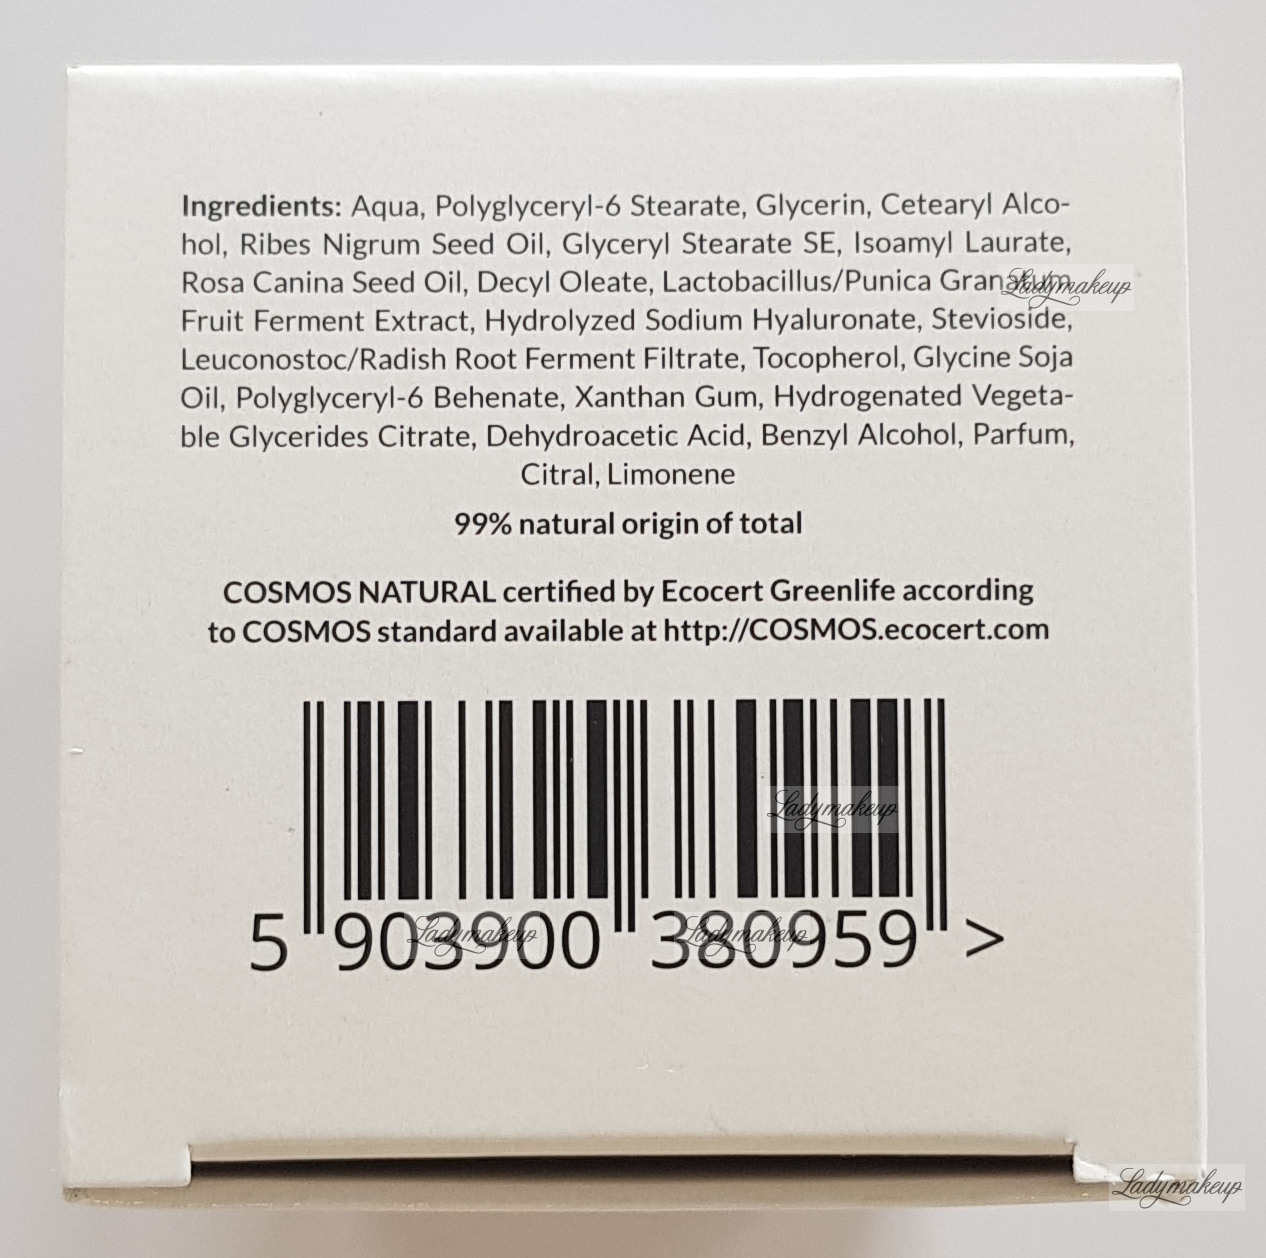 Ingredients: Aqua, Polyglyceryl-6 Stearate, Glycerin, Cetearyl Alco-
hol, Ribes Nigrum Seed Oil, Glyceryl Stearate SE, Isoamyl Laurate,
Rosa Canina Seed Oil, Decyl Oleate, Lactobacillus/Punica Granatum
Ladymakeup
Fruit Ferment Extract, Hydrolyzed Sodium Hyaluronate, Stevioside,
Leuconostoc/Radish Root Ferment Filtrate, Tocopherol, Glycine Soja
Oil, Polyglyceryl-6 Behenate, Xanthan Gum, Hydrogenated Vegeta-
ble Glycerides Citrate, Dehydroacetic Acid, Benzyl Alcohol, Parfum,
Citral, Limonene
99% natural origin of total
COSMOS NATURAL certified by Ecocert Greenlife according
to COSMOS standard available at http://COSMOS.ecocert.com
Ladymakeup
5 903900 380959 >
Ladymakeup
Ladymakeup
Ladymakeup